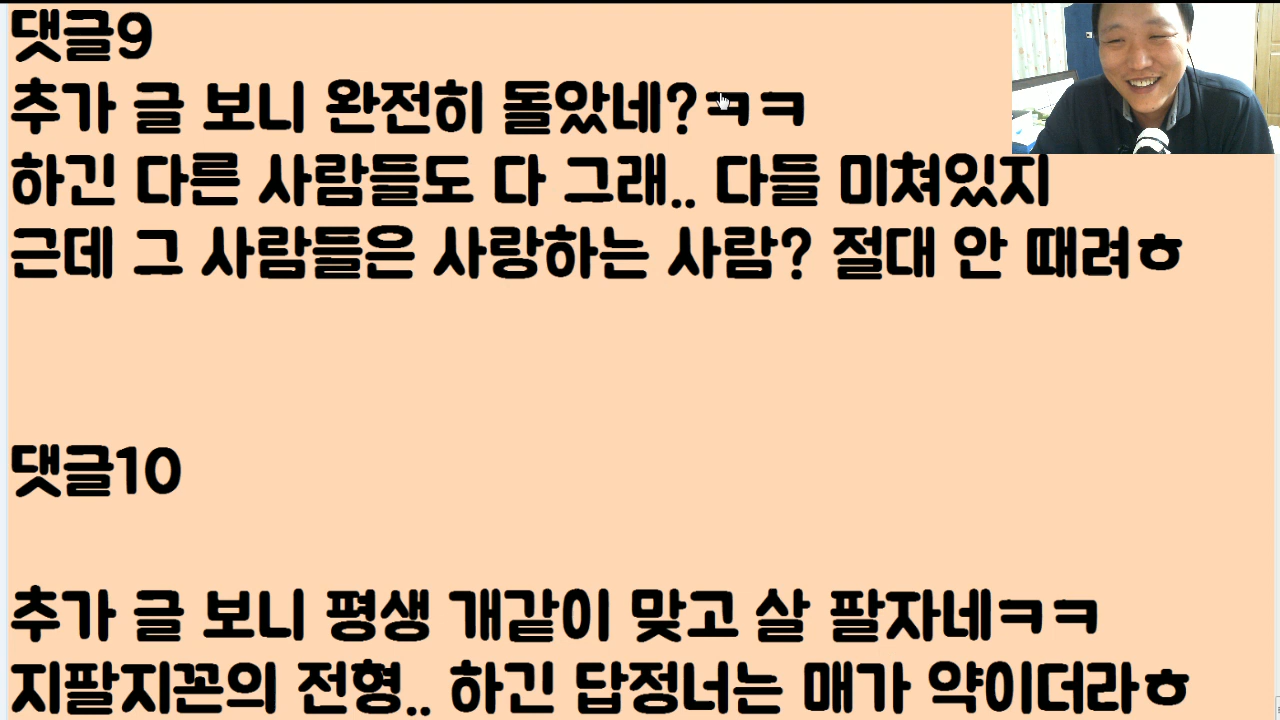 댓글9
추가 글 보니 완전히 돌았네?ㅋㅋ
하긴 다른 사람들도 다 그래.. 다들 미쳐있지
근데 그 사람들은 사랑하는 사람? 절대 안 때려ㅎ
댓글10
추가 글 보니 평생 개같이 맞고 살 팔자네ㅋㅋ
지팔지꼰의 전형.. 하긴 답정너는 매가 약이더라ㅎ